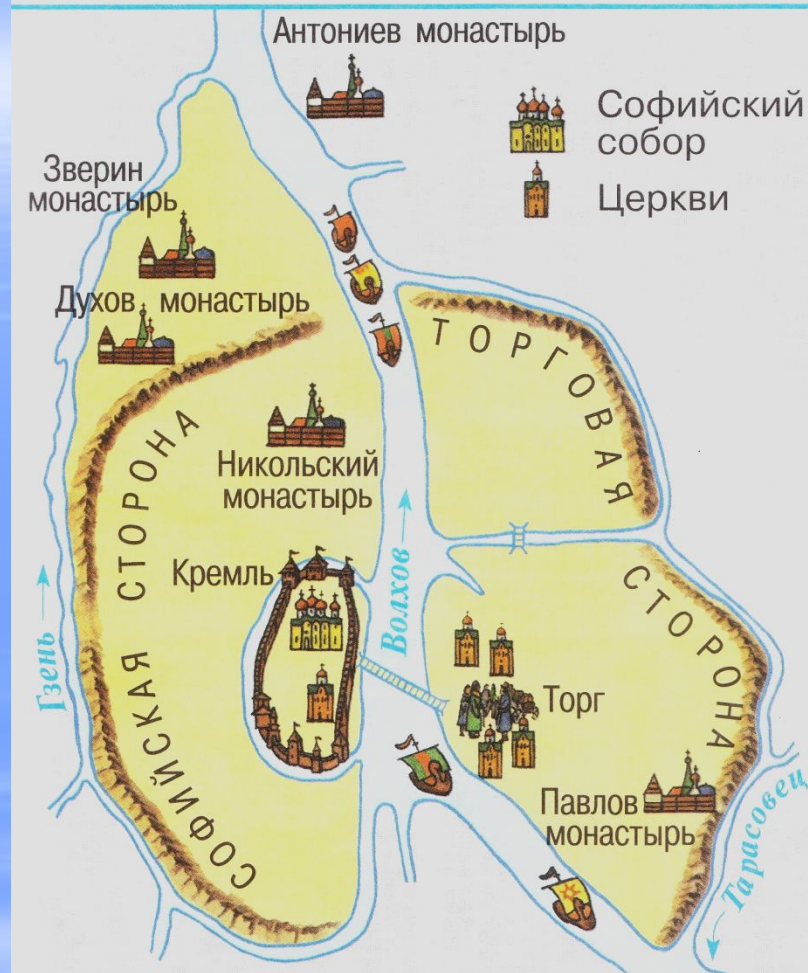 Антониев монастырь
Софийский
собор
Церкви
Зверин
монастырь
Духов монастырь
ТОРГОВАЯ
СТОРОНА
Никольский
монастырь
СОФИЙСКАЯ СТОРОНА
Кремль
Волхов
Гзень
Торг
Павлов
монастырь
Тарасовец